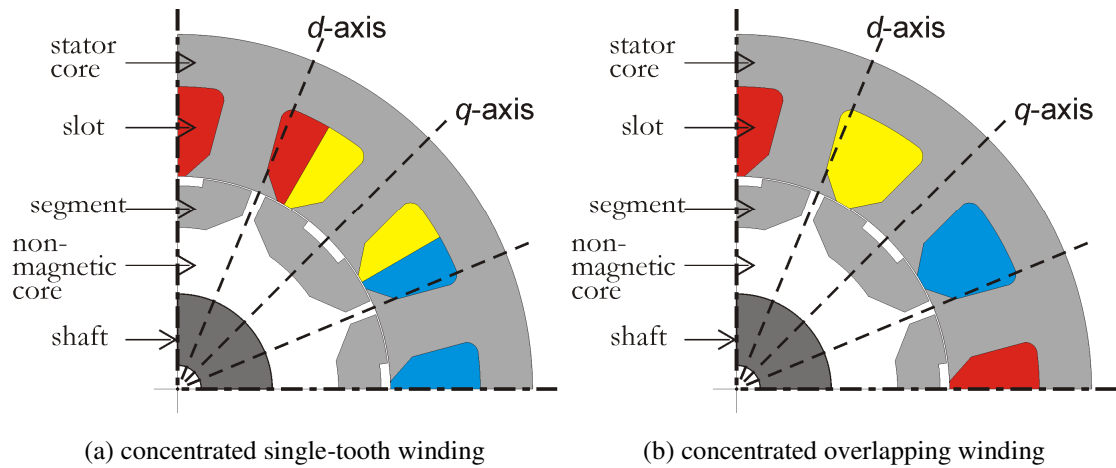 stator
core
slot
segment
non-
magnetic
core
shaft
d-axis
q-axis
(a) concentrated single-tooth winding
stator
core
slot
segment
non-
magnetic
core
shaft
d-axis
q-axis
(b) concentrated overlapping winding